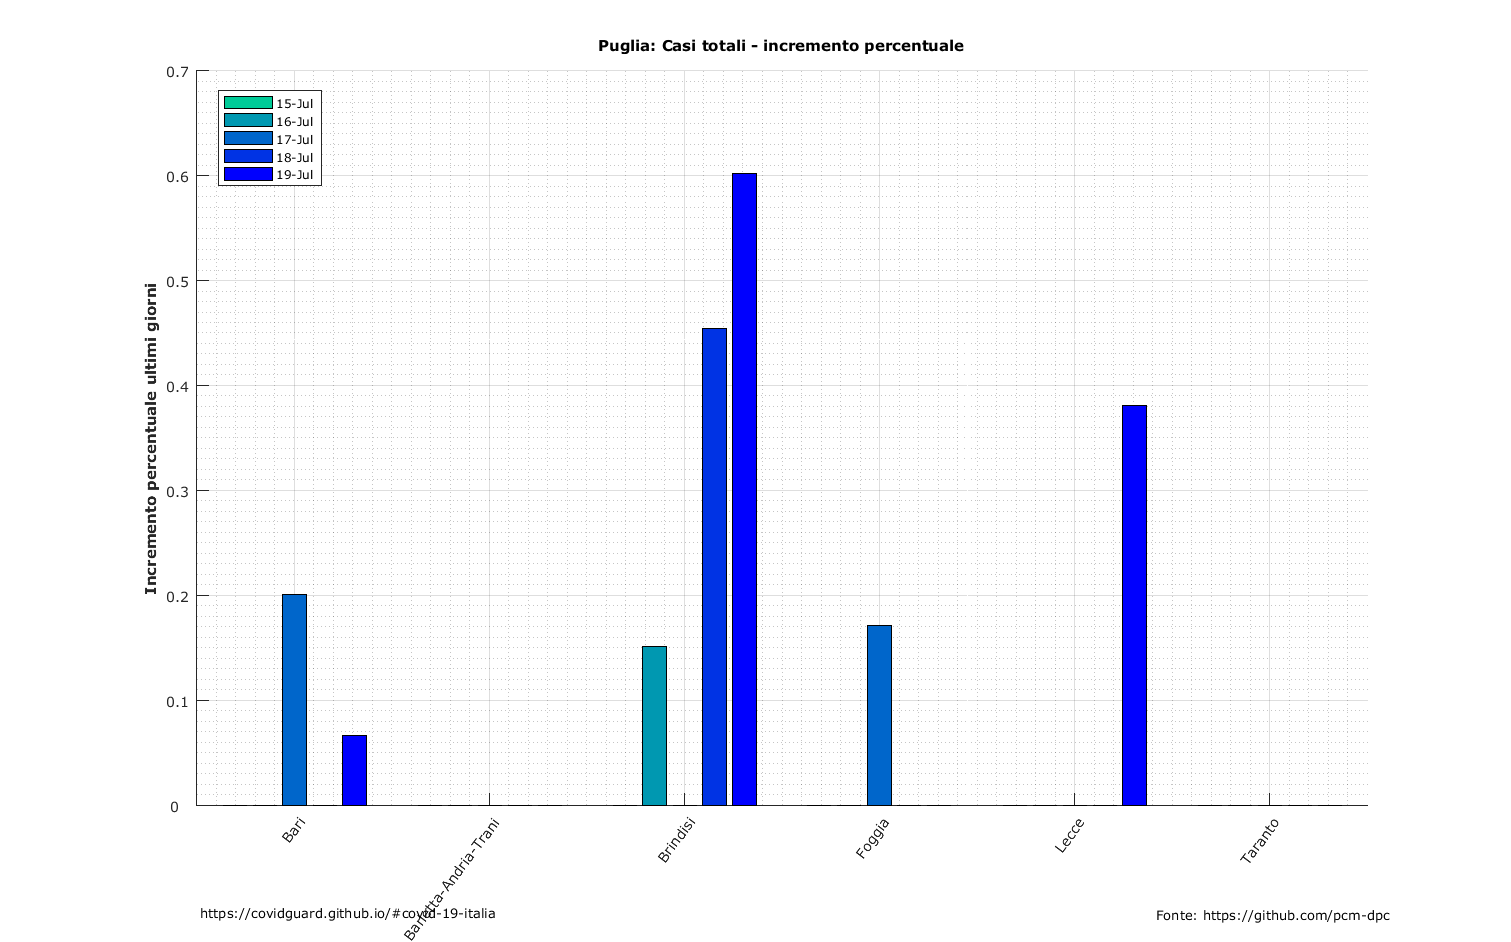 Puglia: Casi totali - incremento percentuale
Incremento percentuale ultimi giorni
0.7
0.6
0.5
0.4
0.3
0.2
0.1
0
15-Jul
16-Jul
17-Jul
18-Jul
19-Jul
Bari
Barletta-Andria-Trani
Brindisi
Foggia
Lecce
Taranto
https://covidguard.github.io/#covid-19-italia
Fonte: https://github.com/pcm-dpc